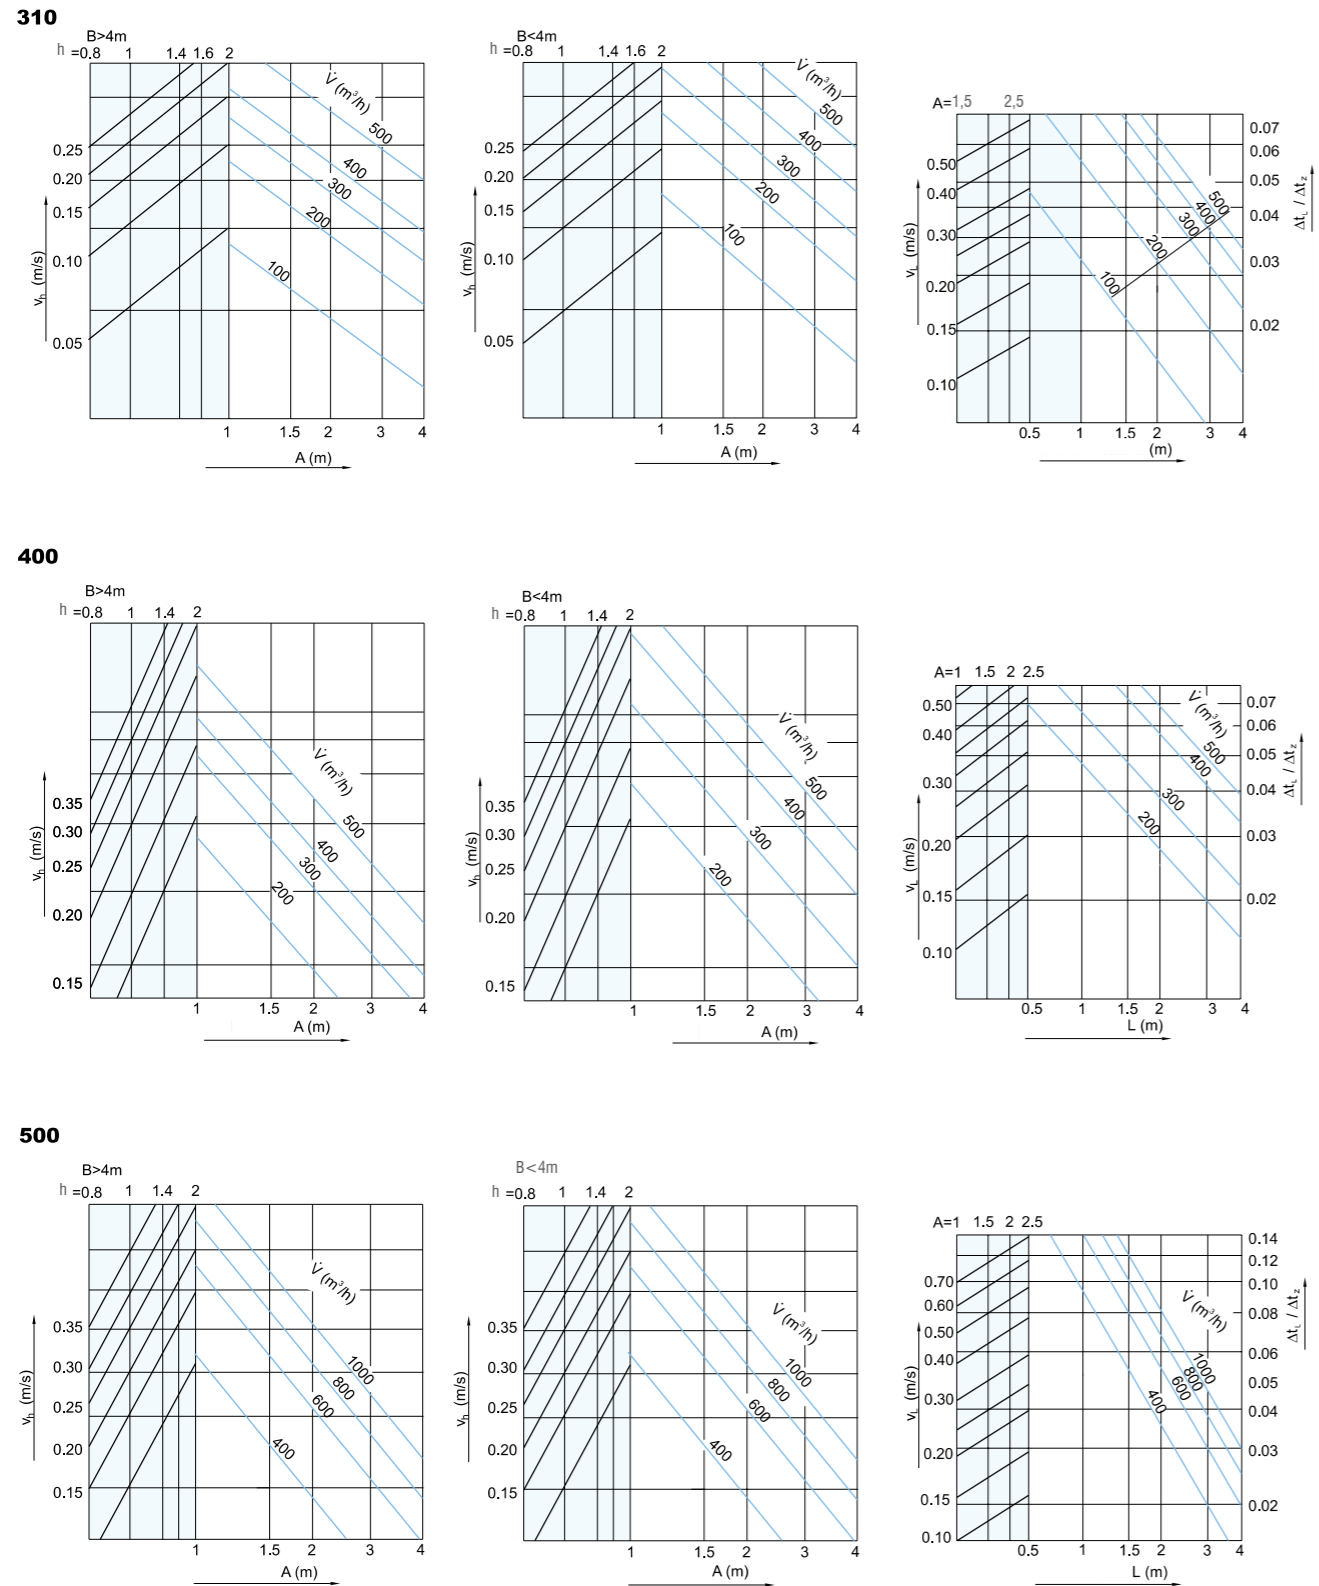 310
B>4m
h =0.8 1 1.4 1.6 2
V̇ (m³/h)
500
400
300
200
100
0.25
0.20
0.15
0.10
0.05
vh (m/s)
1 1.5 2 3 4
A (m)
B<4m
h =0.8 1 1.4 1.6 2
V̇ (m³/h)
500
400
300
200
100
0.25
0.20
0.15
0.10
0.05
vh (m/s)
1 1.5 2 3 4
A (m)
A=1,5 2,5
0.50
0.40
0.30
0.20
0.15
0.10
vL (m/s)
500
400
300
200
100
0.07
0.06
0.05
0.04
0.03
0.02
ΔtL / Δtz
0.5 1 1.5 2 3 4
(m)
400
B>4m
h =0.8 1 1.4 2
V̇ (m³/h)
500
400
300
200
0.35
0.30
0.25
0.20
0.15
vh (m/s)
1 1.5 2 3 4
A (m)
B<4m
h =0.8 1 1.4 2
V̇ (m³/h)
500
400
300
200
0.35
0.30
0.25
0.20
0.15
vh (m/s)
1 1.5 2 3 4
A (m)
A=1 1.5 2 2.5
V̇ (m³/h)
500
400
300
200
0.50
0.40
0.30
0.20
0.15
0.10
vL (m/s)
0.07
0.06
0.05
0.04
0.03
0.02
ΔtL / Δtz
0.5 1 1.5 2 3 4
L (m)
500
B>4m
h =0.8 1 1.4 2
V̇ (m³/h)
1000
800
600
400
0.35
0.30
0.25
0.20
0.15
vh (m/s)
1 1.5 2 3 4
A (m)
B<4m
h =0.8 1 1.4 2
V̇ (m³/h)
1000
800
600
400
0.35
0.30
0.25
0.20
0.15
vh (m/s)
1 1.5 2 3 4
A (m)
A=1 1.5 2 2.5
V̇ (m³/h)
1000
800
600
400
0.70
0.60
0.50
0.40
0.30
0.20
0.15
0.10
vL (m/s)
0.14
0.12
0.10
0.08
0.06
0.05
0.04
0.03
0.02
ΔtL / Δtz
0.5 1 1.5 2 3 4
L (m)